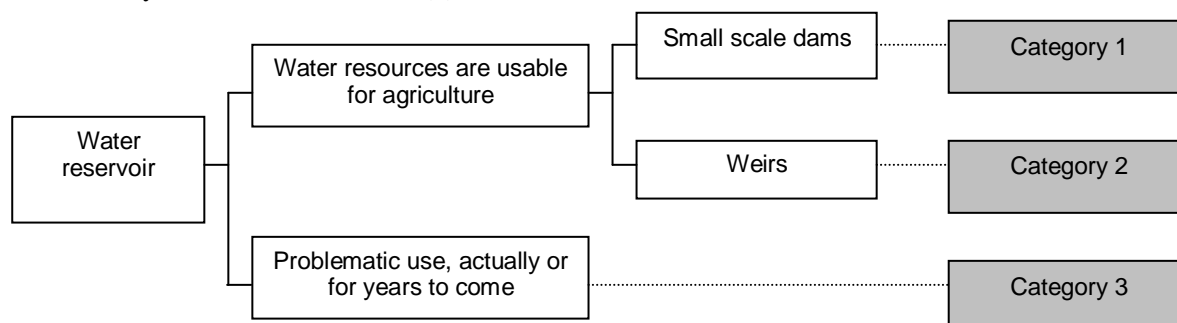 Water
reservoir
Water resources are usable
for agriculture
Small scale dams
Category 1
Weirs
Category 2
Problematic use, actually or
for years to come
Category 3